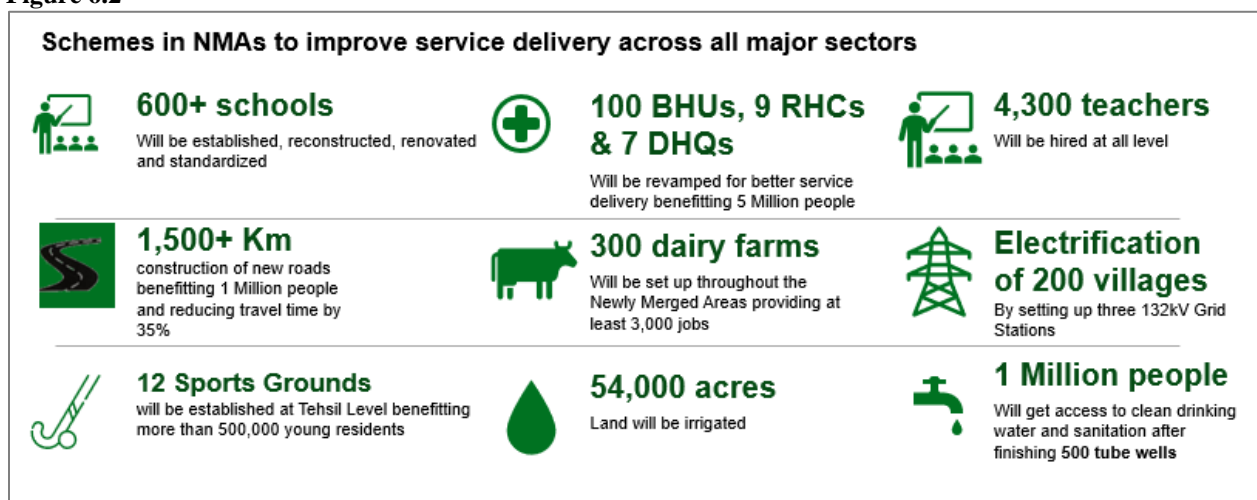 Schemes in NMAs to improve service delivery across all major sectors
600+ schools
Will be established, reconstructed, renovated
and standardized
100 BHUs, 9 RHCs
& 7 DHQs
Will be revamped for better service
delivery benefitting 5 Million people
4,300 teachers
Will be hired at all level
1,500+ Km
construction of new roads
benefitting 1 Million people
and reducing travel time by
35%
300 dairy farms
Will be set up throughout the
Newly Merged Areas providing at
least 3,000 jobs
Electrification
of 200 villages
By setting up three 132kV Grid
Stations
12 Sports Grounds
will be established at Tehsil Level benefitting
more than 500,000 young residents
54,000 acres
Land will be irrigated
1 Million people
Will get access to clean drinking
water and sanitation after
finishing 500 tube wells